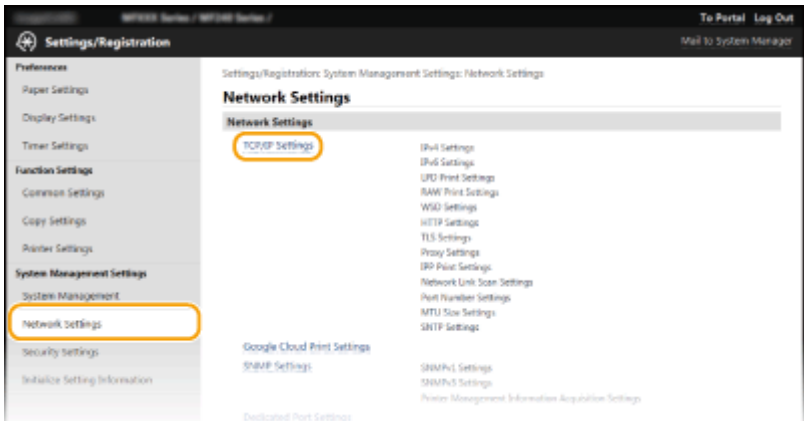 To Portal Log Out
Settings/Registration
Mail to System Manager
Preferences
Paper Settings
Display Settings
Timer Settings
Function Settings
Common Settings
Copy Settings
Printer Settings
System Management Settings
System Management
Network Settings
Security Settings
Initialize Setting Information
Settings/Registration: System Management Settings: Network Settings
Network Settings
Network Settings
TCP/IP Settings
IPv4 Settings
IPv6 Settings
LPD Print Settings
RAW Print Settings
WSD Settings
HTTP Settings
TLS Settings
Proxy Settings
IPP Print Settings
Network Link Scan Settings
Port Number Settings
MTU Size Settings
SNTP Settings
Google Cloud Print Settings
SNMP Settings
SNMPv1 Settings
SNMPv3 Settings
Printer Management Information Acquisition Settings
Dedicated Port Settings